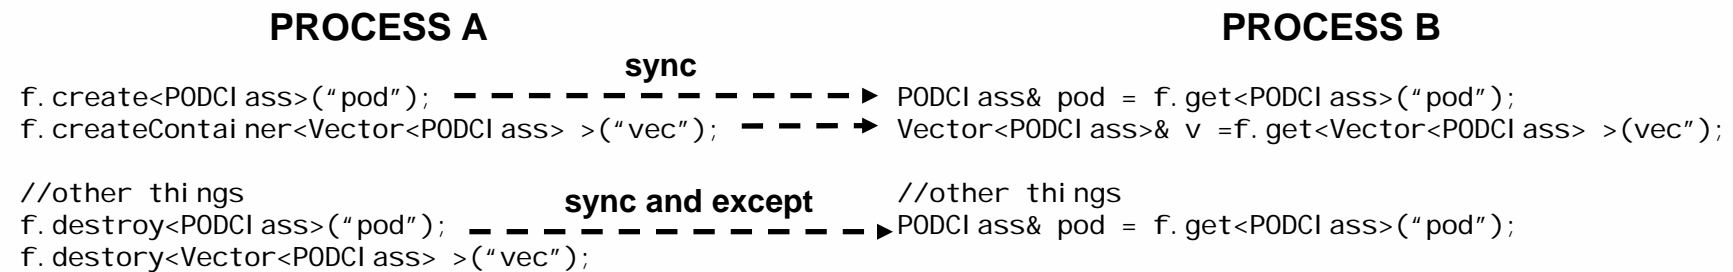 PROCESS A
PROCESS B
sync
f.create<PODClass>("pod");
PODClass& pod = f.get<PODClass>("pod");
f.createContainer<Vector<PODClass> >("vec");
Vector<PODClass>& v =f.get<Vector<PODClass> >(vec");
//other things
//other things
sync and except
f.destroy<PODClass>("pod");
PODClass& pod = f.get<PODClass>("pod");
f.destory<Vector<PODClass> >("vec");